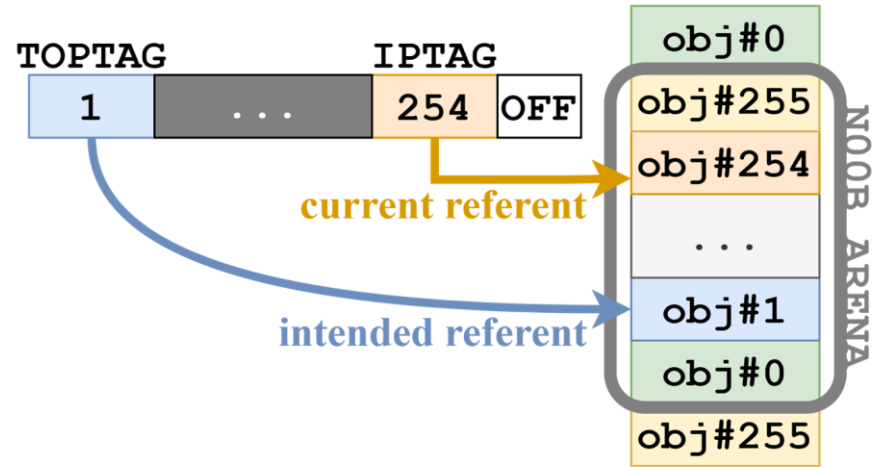 TOPTAG
IPTAG
1
...
254
OFF
current referent
intended referent
obj#0
obj#255
obj#254
...
obj#1
obj#0
obj#255
N00B ARENA